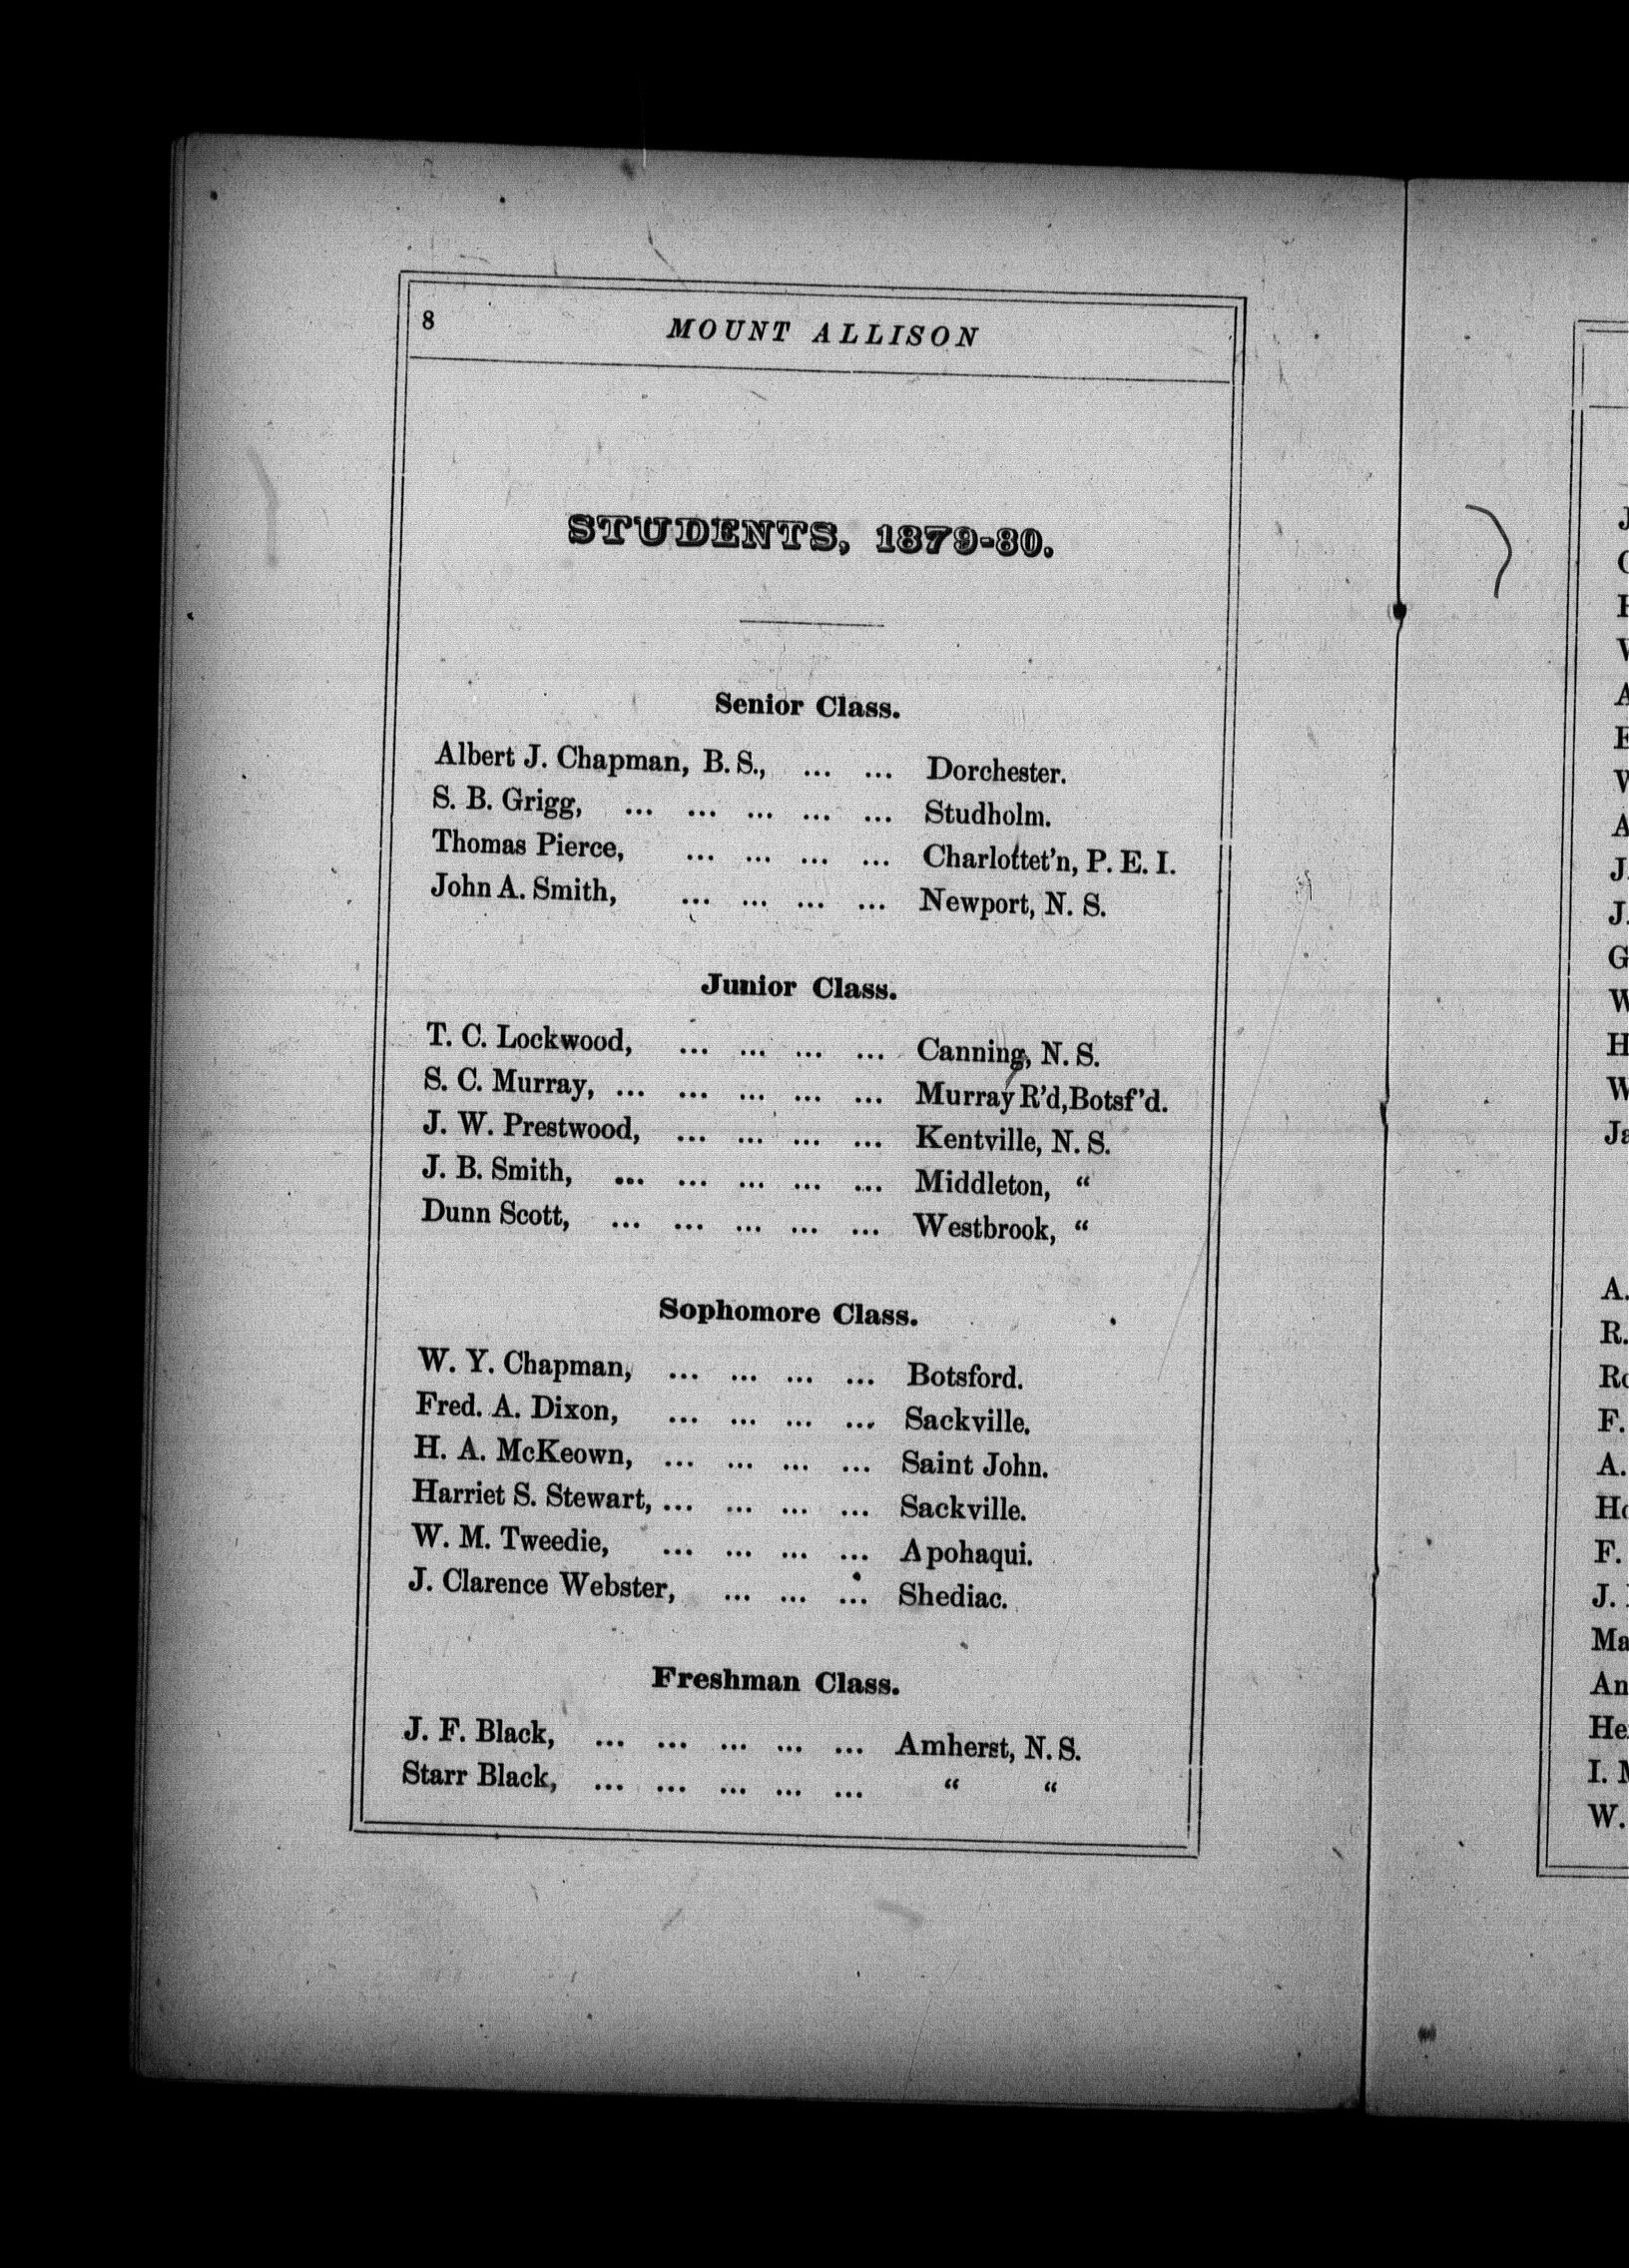 8 MOUNT ALLISON
STUDENTS, 1879-80.
Senior Class.
Albert J. Chapman, B. S., ... ... Dorchester.
S. B. Grigg, ... ... ... ... ... Studholm.
Thomas Pierce, ... ... ... ... Charlottet'n, P. E. I.
John A. Smith, ... ... ... ... Newport, N. S.
Junior Class.
T. C. Lockwood, ... ... ... ... Canning, N. S.
S. C. Murray, ... ... ... ... ... Murray R'd, Botsf'd.
J. W. Prestwood, ... ... ... ... Kentville, N. S.
J. B. Smith, ... ... ... ... ... Middleton, “
Dunn Scott, ... ... ... ... ... Westbrook, “
Sophomore Class.
W. Y. Chapman, ... ... ... ... Botsford.
Fred. A. Dixon, ... ... ... ... Sackville.
H. A. McKeown, ... ... ... ... Saint John.
Harriet S. Stewart, ... ... ... ... Sackville.
W. M. Tweedie, ... ... ... ... Apohaqui.
J. Clarence Webster, ... ... ... Shediac.
Freshman Class.
J. F. Black, ... ... ... ... ... Amherst, N. S.
Starr Black, ... ... ... ... ... “ “